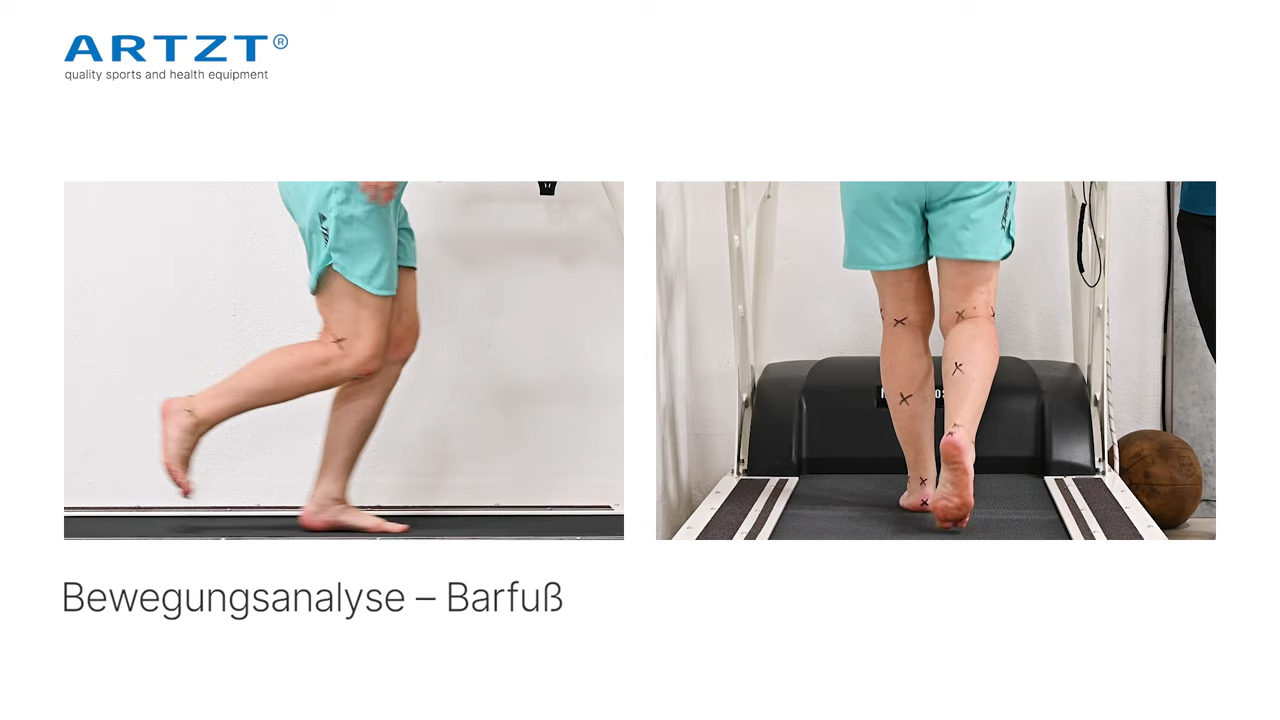 ARTZT®
quality sports and health equipment
Bewegungsanalyse – Barfuß